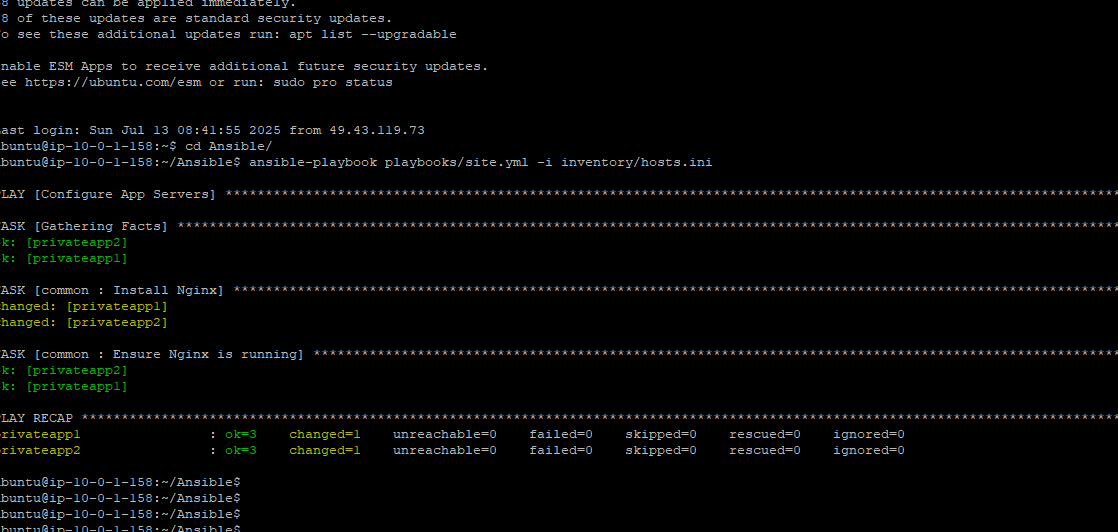 8 updates can be applied immediately.
8 of these updates are standard security updates.
o see these additional updates run: apt list --upgradable
nable ESM Apps to receive additional future security updates.
ee https://ubuntu.com/esm or run: sudo pro status
ast login: Sun Jul 13 08:41:55 2025 from 49.43.119.73
buntu@ip-10-0-1-158:~$ cd Ansible/
buntu@ip-10-0-1-158:~/Ansible$ ansible-playbook playbooks/site.yml -i inventory/hosts.ini
LAY [Configure App Servers] ****************************************************************************************************************
ASK [Gathering Facts] **********************************************************************************************************************
k: [privateapp2]
k: [privateapp1]
ASK [common : Install Nginx] ***************************************************************************************************************
hanged: [privateapp1]
hanged: [privateapp2]
ASK [common : Ensure Nginx is running] *****************************************************************************************************
k: [privateapp2]
k: [privateapp1]
LAY RECAP **********************************************************************************************************************************
rivateapp1                 : ok=3    changed=1    unreachable=0    failed=0    skipped=0    rescued=0    ignored=0
rivateapp2                 : ok=3    changed=1    unreachable=0    failed=0    skipped=0    rescued=0    ignored=0
buntu@ip-10-0-1-158:~/Ansible$
buntu@ip-10-0-1-158:~/Ansible$
buntu@ip-10-0-1-158:~/Ansible$
buntu@ip-10-0-1-158:~/Ansible$